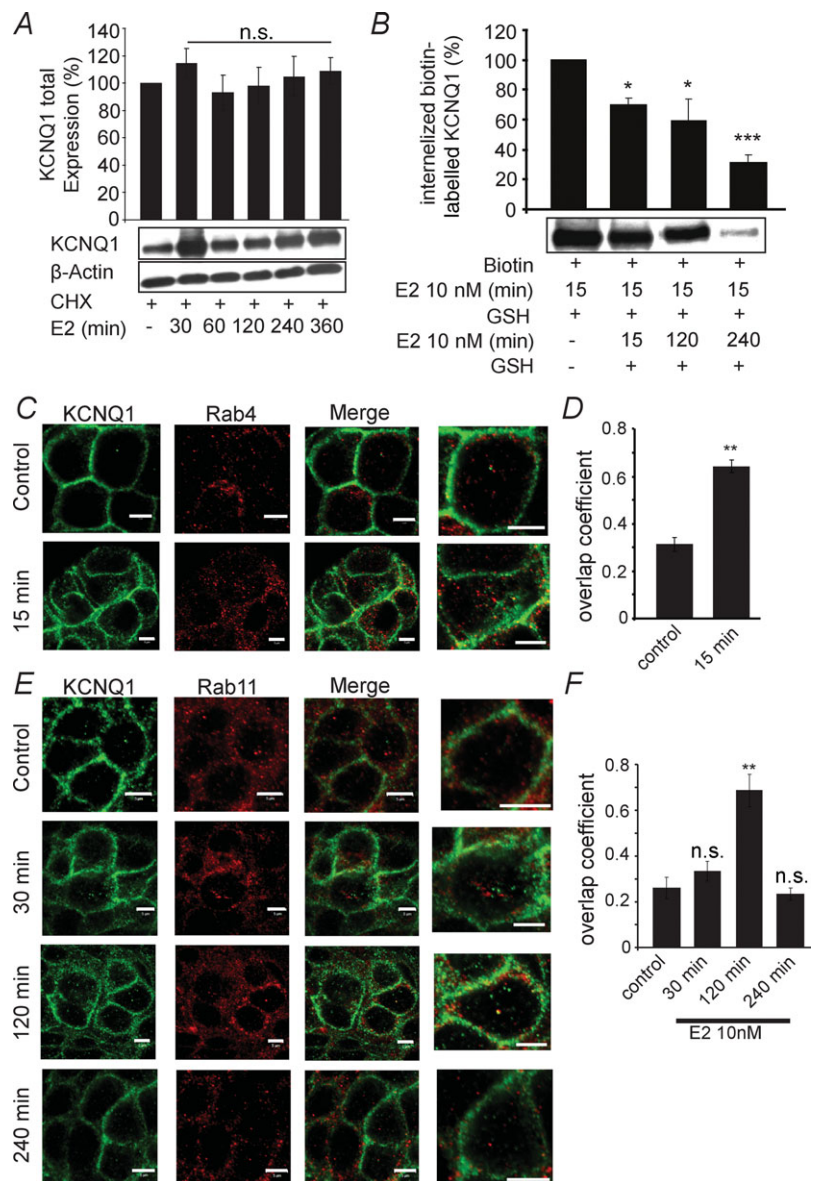 A
n.s.
KCNQ1 total
Expression (%)
140
120
100
80
60
40
20
0
KCNQ1
β-Actin
CHX + + + + + +
E2 (min) - 30 60 120 240 360
B
internelized biotin-
labelled KCNQ1 (%)
120
100
80
60
40
20
0
* * ***
Biotin + + + +
E2 10 nM (min) 15 15 15 15
GSH + + + +
E2 10 nM (min) - 15 120 240
GSH - + + +
C
KCNQ1 Rab4 Merge
Control
15 min
D
overlap coefficient
0.8
0.6
0.4
0.2
0
**
control 15 min
E
KCNQ1 Rab11 Merge
Control
30 min
120 min
240 min
F
overlap coefficient
0.8
0.6
0.4
0.2
0
n.s. ** n.s.
control 30 min 120 min 240 min
E2 10nM